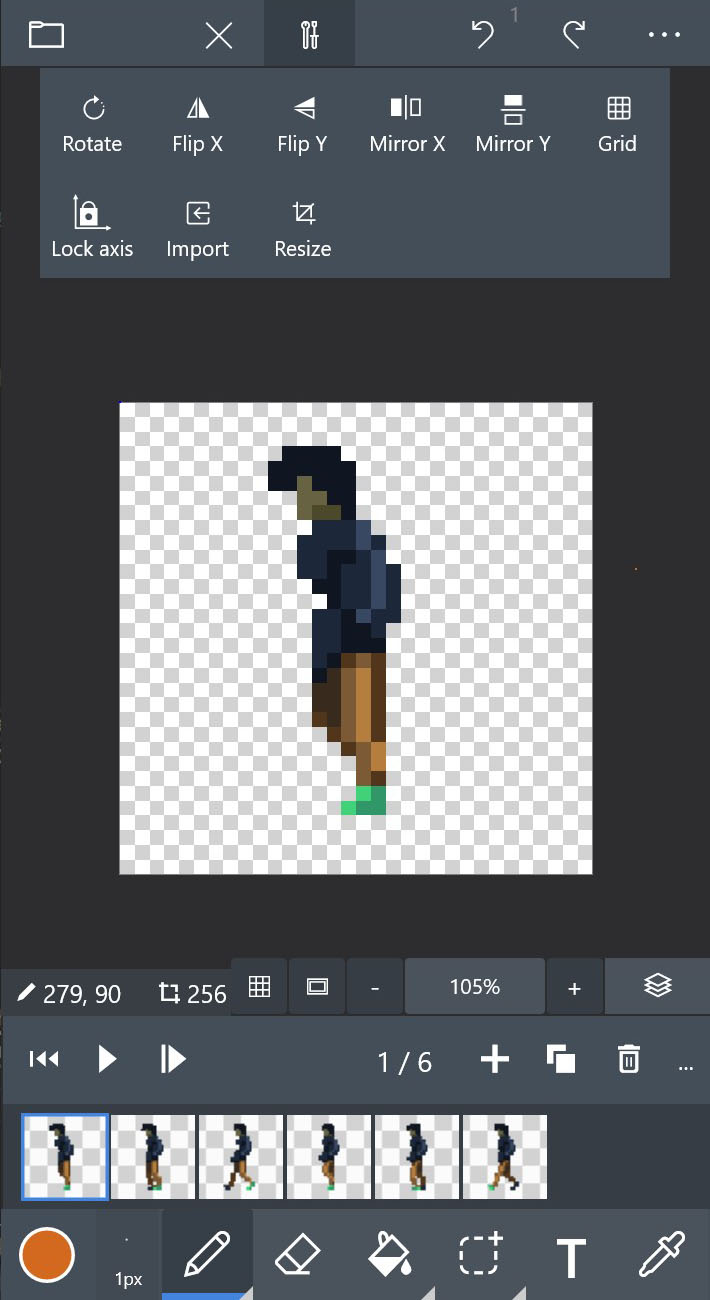 1
Rotate Flip X Flip Y Mirror X Mirror Y Grid
Lock axis Import Resize
279, 90 256 - 105% +
1 / 6 ...
1px T